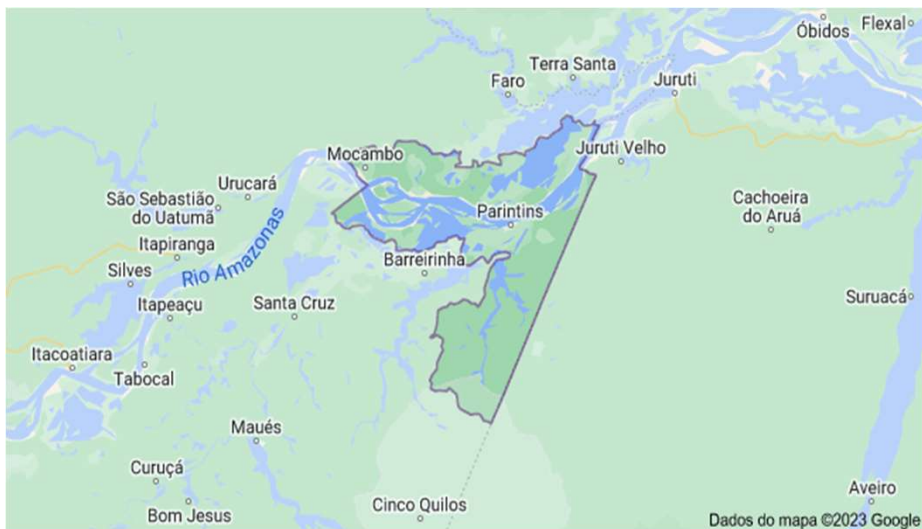 Óbidos
Flexal
Terra Santa
Faro
Juruti
Mocambo
Juruti Velho
Urucará
São Sebastião
do Uatumã
Parintins
Cachoeira
do Aruá
Rio Amazonas
Itapiranga
Barreirinha
Silves
Itapeaçu
Santa Cruz
Suruacá
Itacoatiara
Tabocal
Maués
Curuçá
Bom Jesus
Cinco Quilos
Aveiro
Dados do mapa ©2023 Google